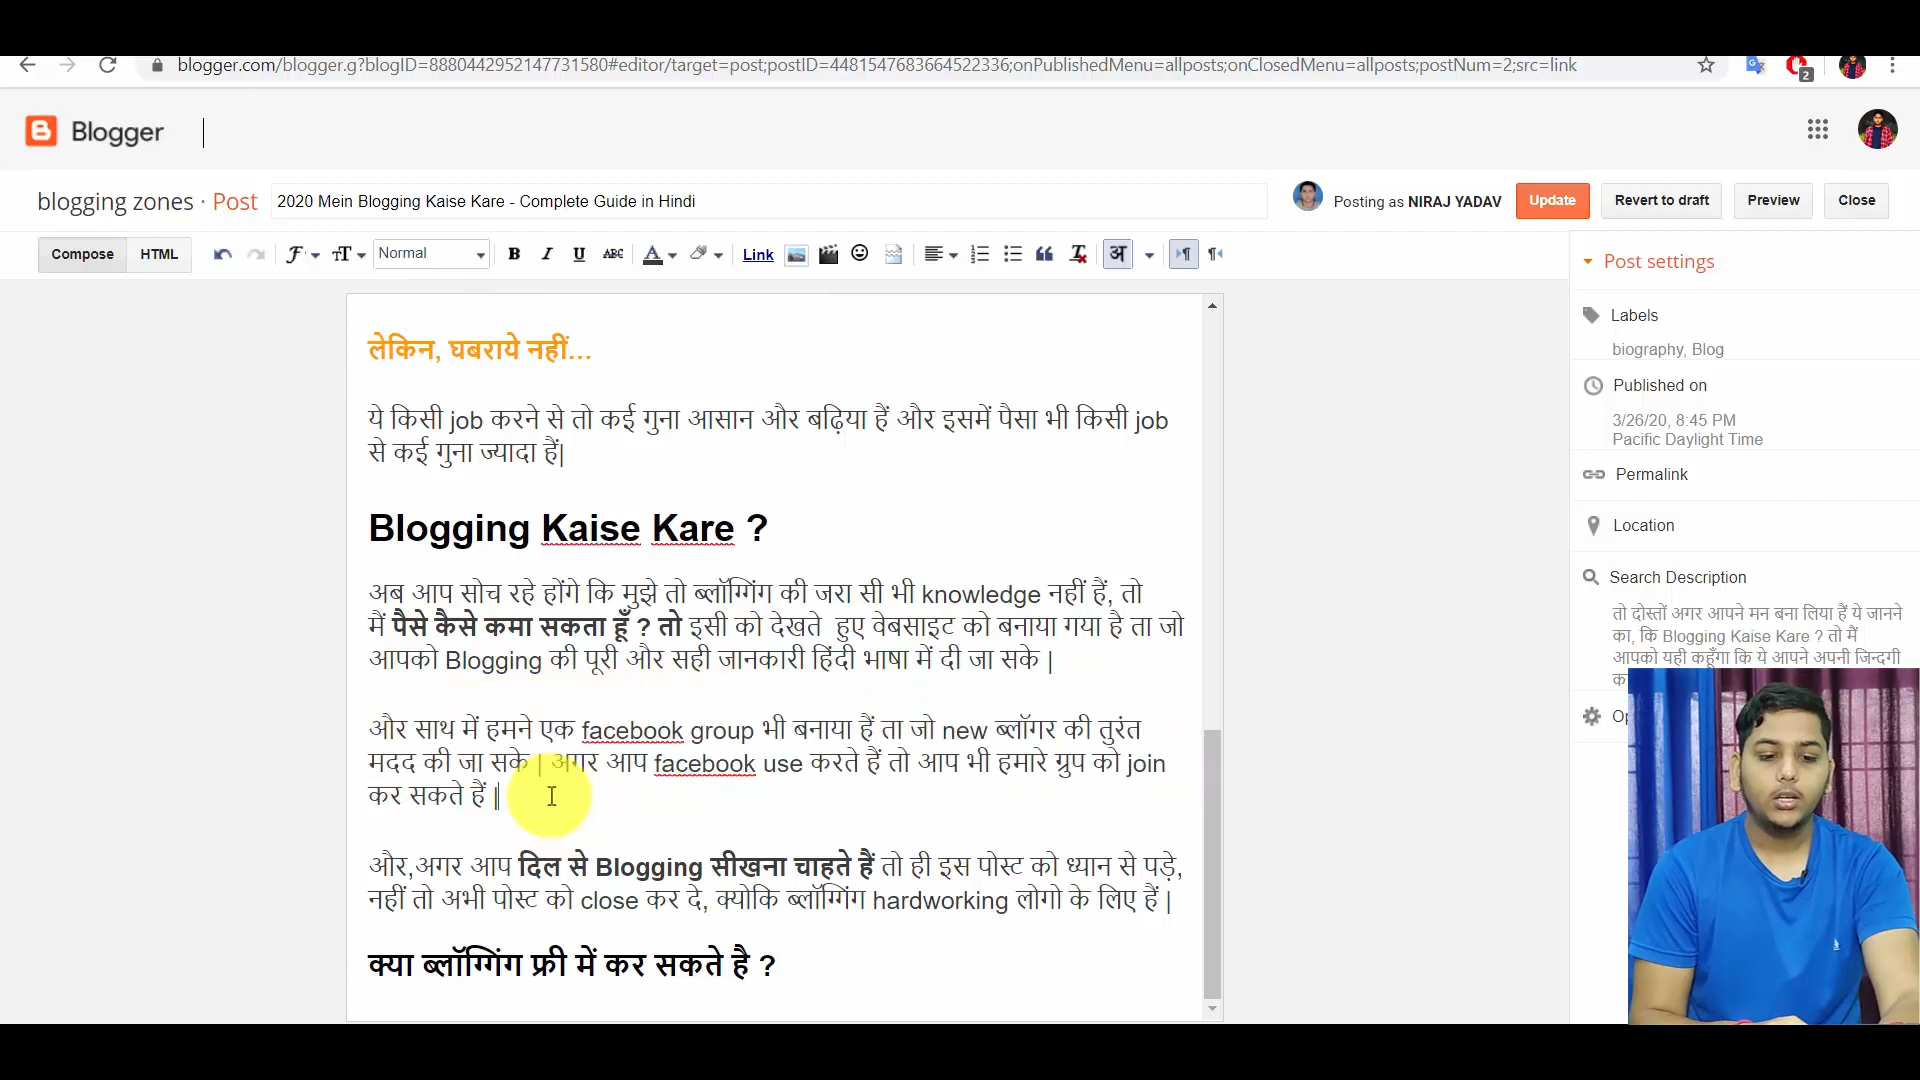 blogger.com/blogger.g?blogID=8880442952147731580#editor/target=post;postID=4481547683664522336;onPublishedMenu=allposts;onClosedMenu=allposts;postNum=2;src=link
2
Blogger
blogging zones · Post
2020 Mein Blogging Kaise Kare - Complete Guide in Hindi
Posting as NIRAJ YADAV
Update
Revert to draft
Preview
Close
Compose
HTML
Normal
B I U ABC A
Link
अ
Post settings
Labels
biography, Blog
Published on
3/26/20, 8:45 PM
Pacific Daylight Time
Permalink
Location
Search Description
तो दोस्तों अगर आपने मन बना लिया हैं ये जानने
का, कि Blogging Kaise Kare ? तो मैं
आपको यही कहूँगा कि ये आपने अपनी जिन्दगी
लेकिन, घबराये नहीं...
ये किसी job करने से तो कई गुना आसान और बढ़िया हैं और इसमें पैसा भी किसी job
से कई गुना ज्यादा हैं|
Blogging Kaise Kare ?
अब आप सोच रहे होंगे कि मुझे तो ब्लॉग्गिंग की जरा सी भी knowledge नहीं हैं, तो
मैं पैसे कैसे कमा सकता हूँ ? तो इसी को देखते हुए वेबसाइट को बनाया गया है ता जो
आपको Blogging की पूरी और सही जानकारी हिंदी भाषा में दी जा सके |
और साथ में हमने एक facebook group भी बनाया हैं ता जो new ब्लॉगर की तुरंत
मदद की जा सके | अगर आप facebook use करते हैं तो आप भी हमारे ग्रुप को join
कर सकते हैं |
और,अगर आप दिल से Blogging सीखना चाहते हैं तो ही इस पोस्ट को ध्यान से पड़े,
नहीं तो अभी पोस्ट को close कर दे, क्योकि ब्लॉग्गिंग hardworking लोगो के लिए हैं |
क्या ब्लॉग्गिंग फ्री में कर सकते है ?